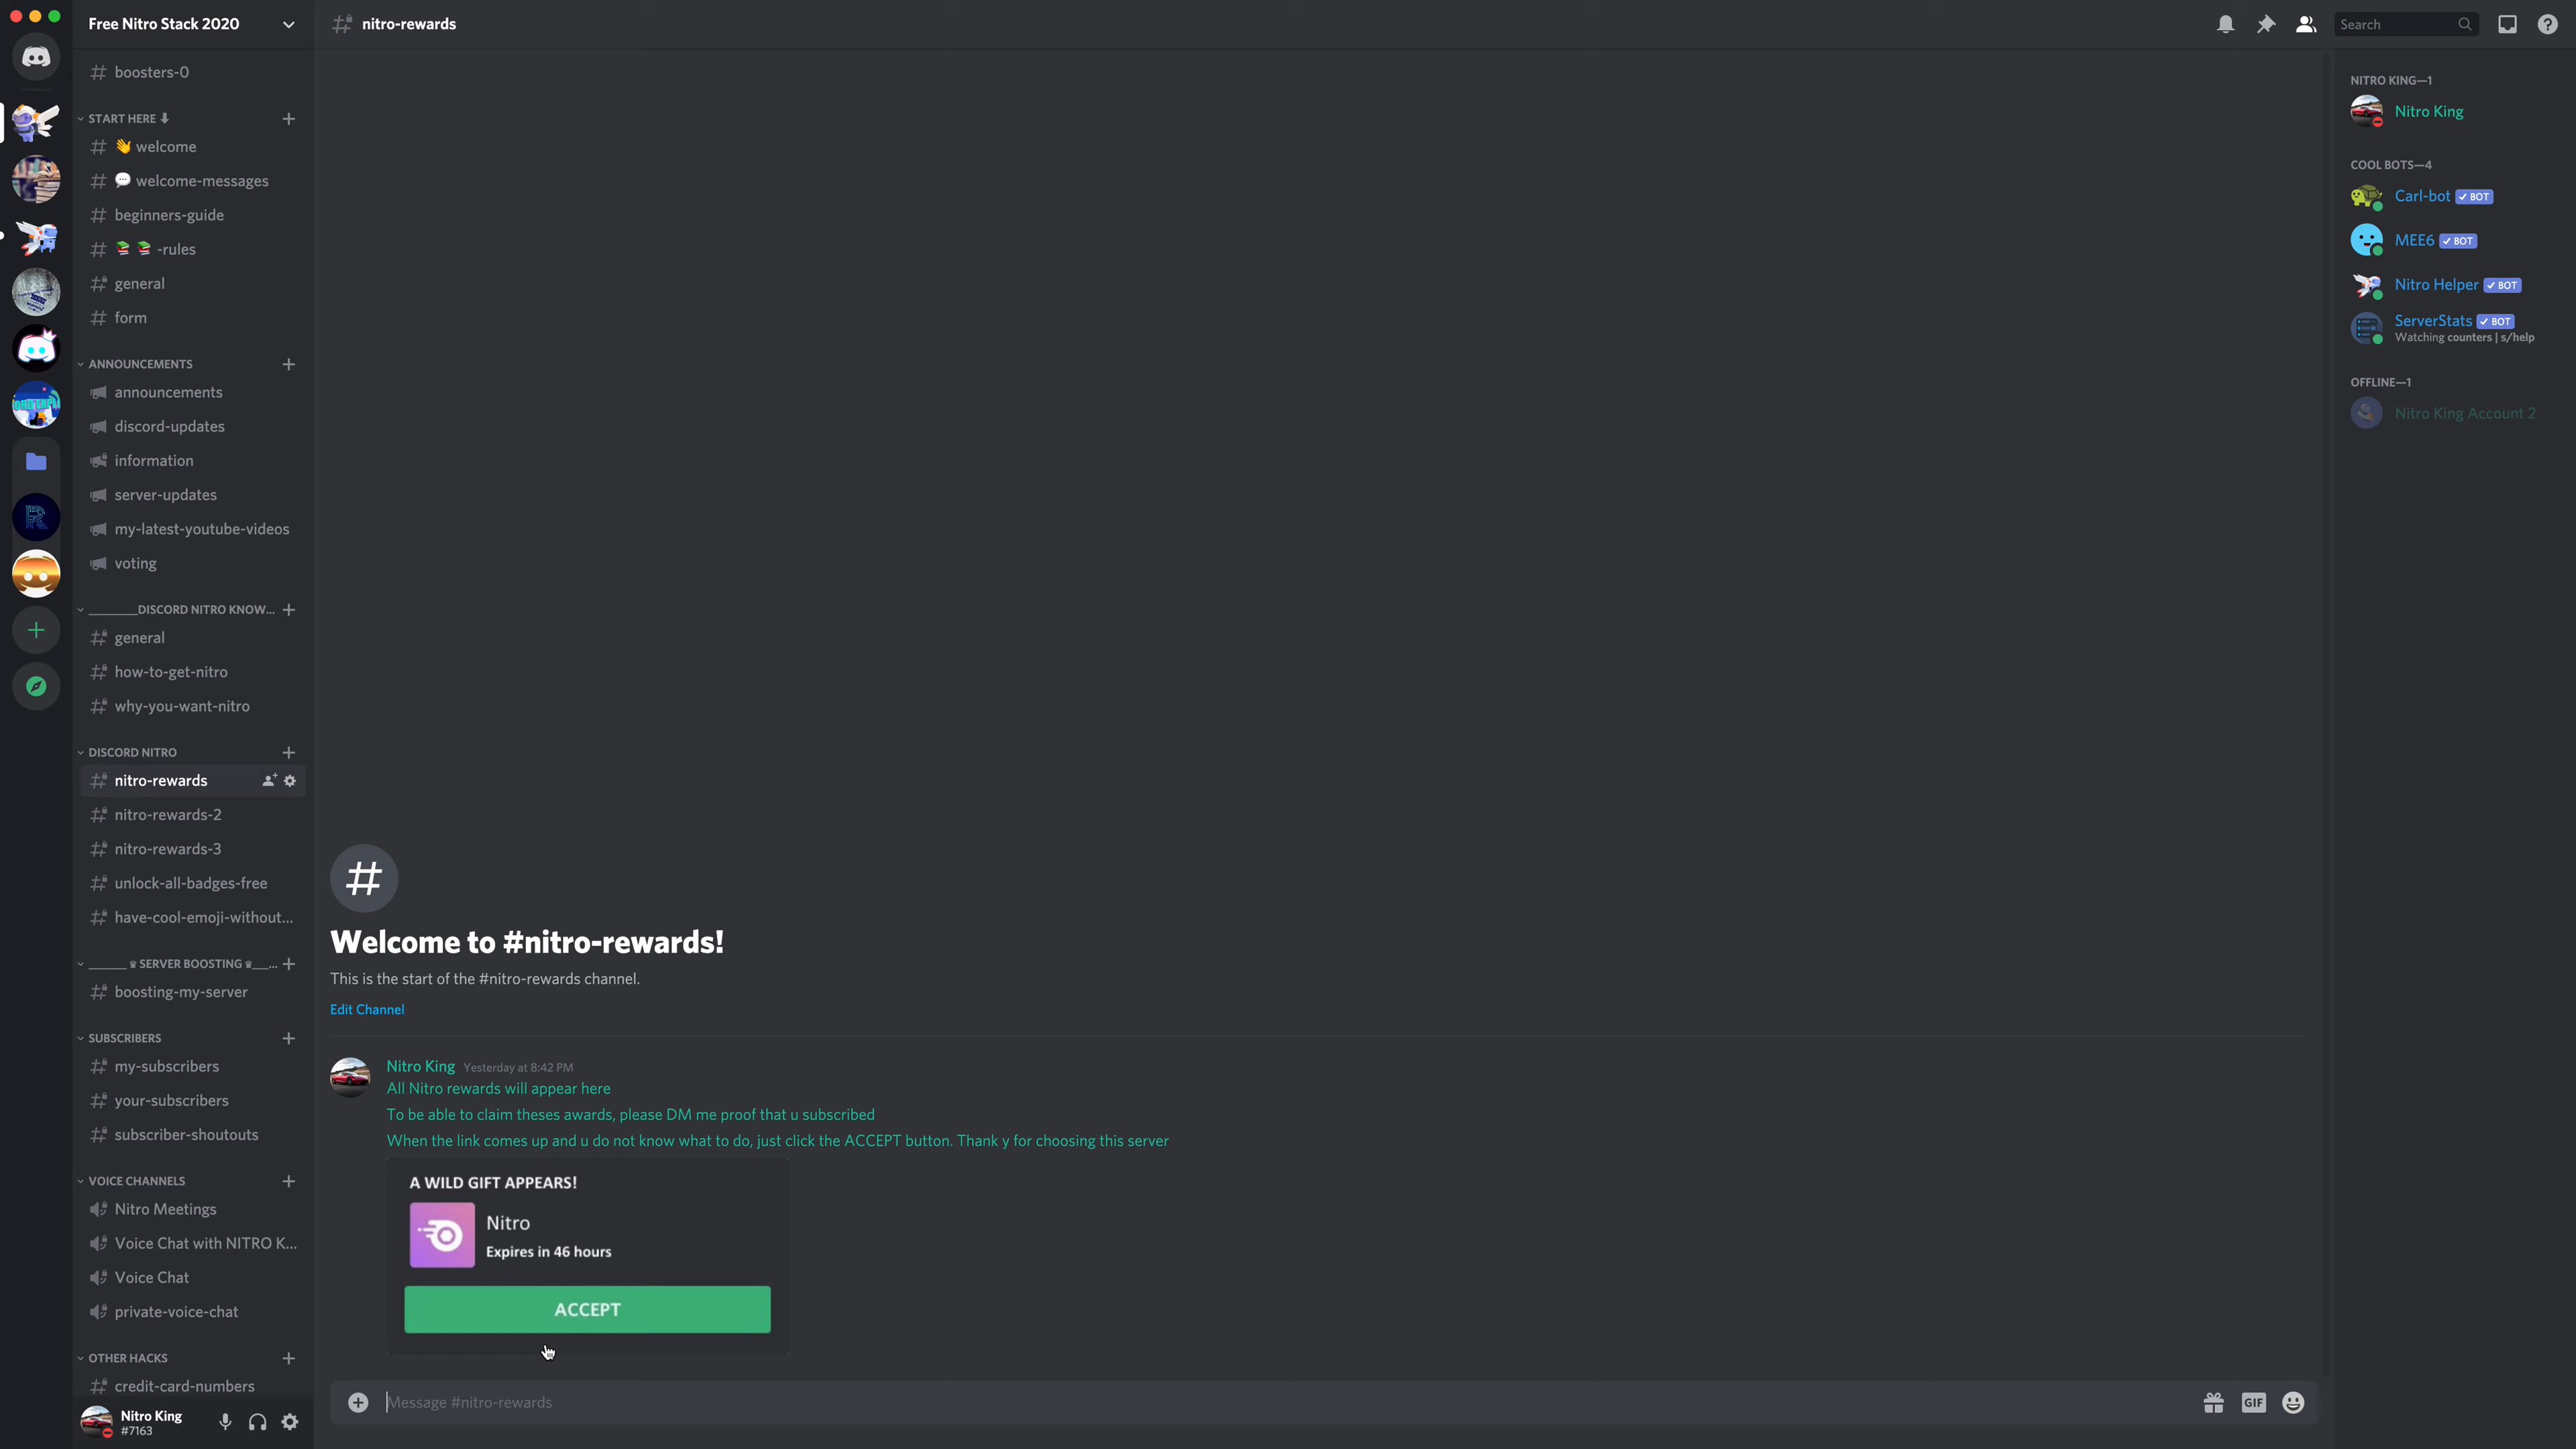 Free Nitro Stack 2020
boosters-0
START HERE ⬇
👋 welcome
💬 welcome-messages
beginners-guide
📚 📚 -rules
general
form
ANNOUNCEMENTS
announcements
discord-updates
information
server-updates
my-latest-youtube-videos
voting
________DISCORD NITRO KNOW...
general
how-to-get-nitro
why-you-want-nitro
DISCORD NITRO
nitro-rewards
nitro-rewards-2
nitro-rewards-3
unlock-all-badges-free
have-cool-emoji-without...
______ ♛ SERVER BOOSTING ♛___...
boosting-my-server
SUBSCRIBERS
my-subscribers
your-subscribers
subscriber-shoutouts
VOICE CHANNELS
Nitro Meetings
Voice Chat with NITRO K...
Voice Chat
private-voice-chat
OTHER HACKS
credit-card-numbers
Nitro King
#7163
nitro-rewards
Search
Welcome to #nitro-rewards!
This is the start of the #nitro-rewards channel.
Edit Channel
Nitro King Yesterday at 8:42 PM
All Nitro rewards will appear here
To be able to claim theses awards, please DM me proof that u subscribed
When the link comes up and u do not know what to do, just click the ACCEPT button. Thank y for choosing this server
A WILD GIFT APPEARS!
Nitro
Expires in 46 hours
ACCEPT
Message #nitro-rewards
GIF
NITRO KING—1
Nitro King
COOL BOTS—4
Carl-bot ✓ BOT
MEE6 ✓ BOT
Nitro Helper ✓ BOT
ServerStats ✓ BOT
Watching counters | s/help
OFFLINE—1
Nitro King Account 2